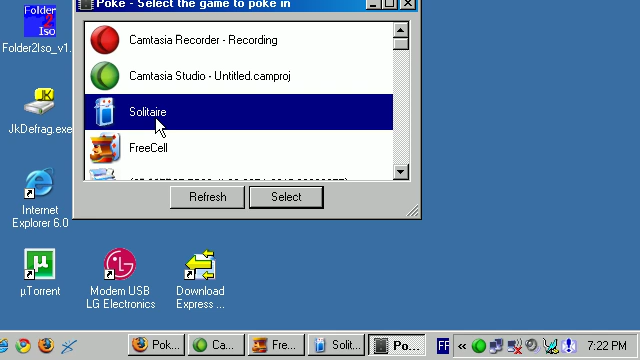 Poke - Select the game to poke in
Folder
2
Iso
Folder2Iso_v1.
Camtasia Recorder - Recording
Camtasia Studio - Untitled.camproj
Solitaire
FreeCell
JkDefrag.exe
Refresh
Select
Internet
Explorer 6.0
µTorrent
Modem USB
LG Electronics
Download
Express ...
Pok...
Ca...
Fre...
Solit...
Po...
FF
«
7:22 PM